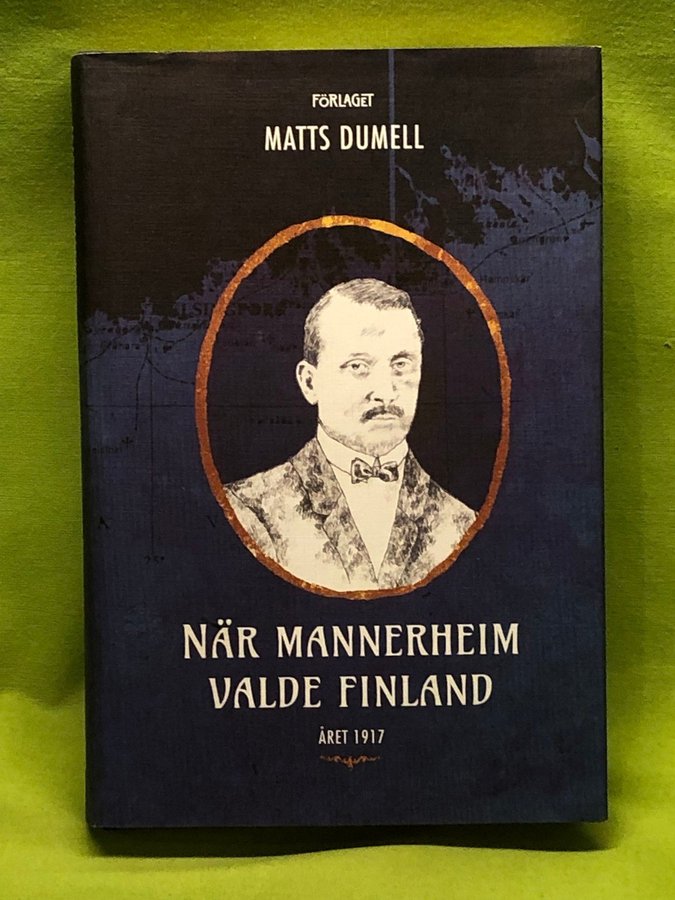 FÖRLAGET
MATTS DUMELL
NÄR MANNERHEIM
VALDE FINLAND
ÅRET 1917